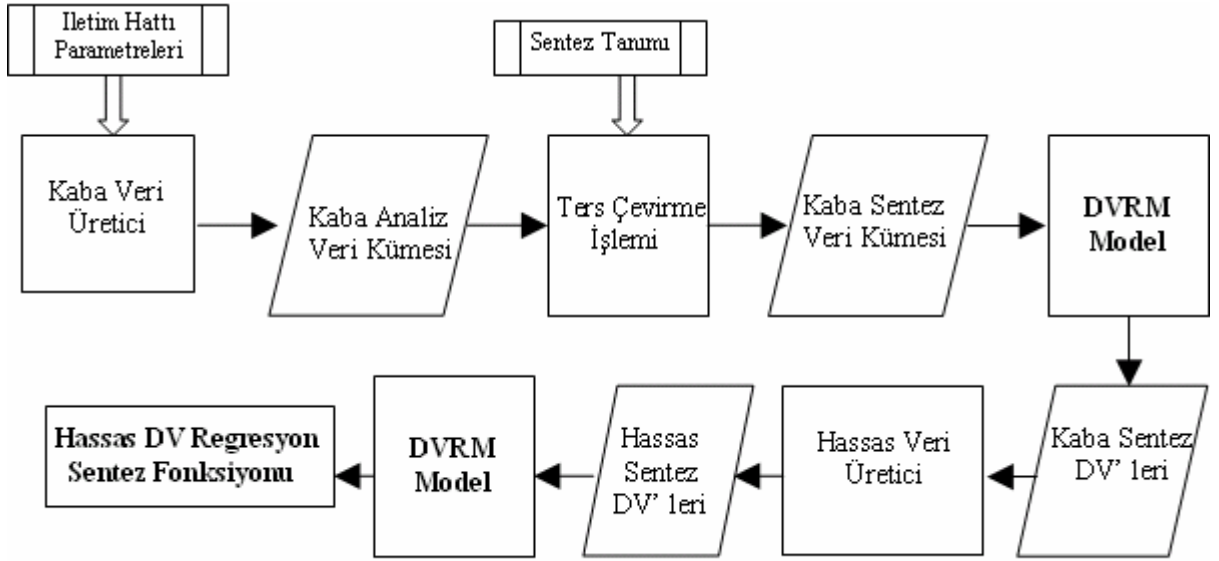 Iletim Hattı
Parametreleri
Sentez Tanımı
Kaba Veri
Üretici
Kaba Analiz
Veri Kümesi
Ters Çevirme
İşlemi
Kaba Sentez
Veri Kümesi
DVRM
Model
Kaba Sentez
DV' leri
Hassas Veri
Üretici
Hassas
Sentez
DV' leri
DVRM
Model
Hassas DV Regresyon
Sentez Fonksiyonu